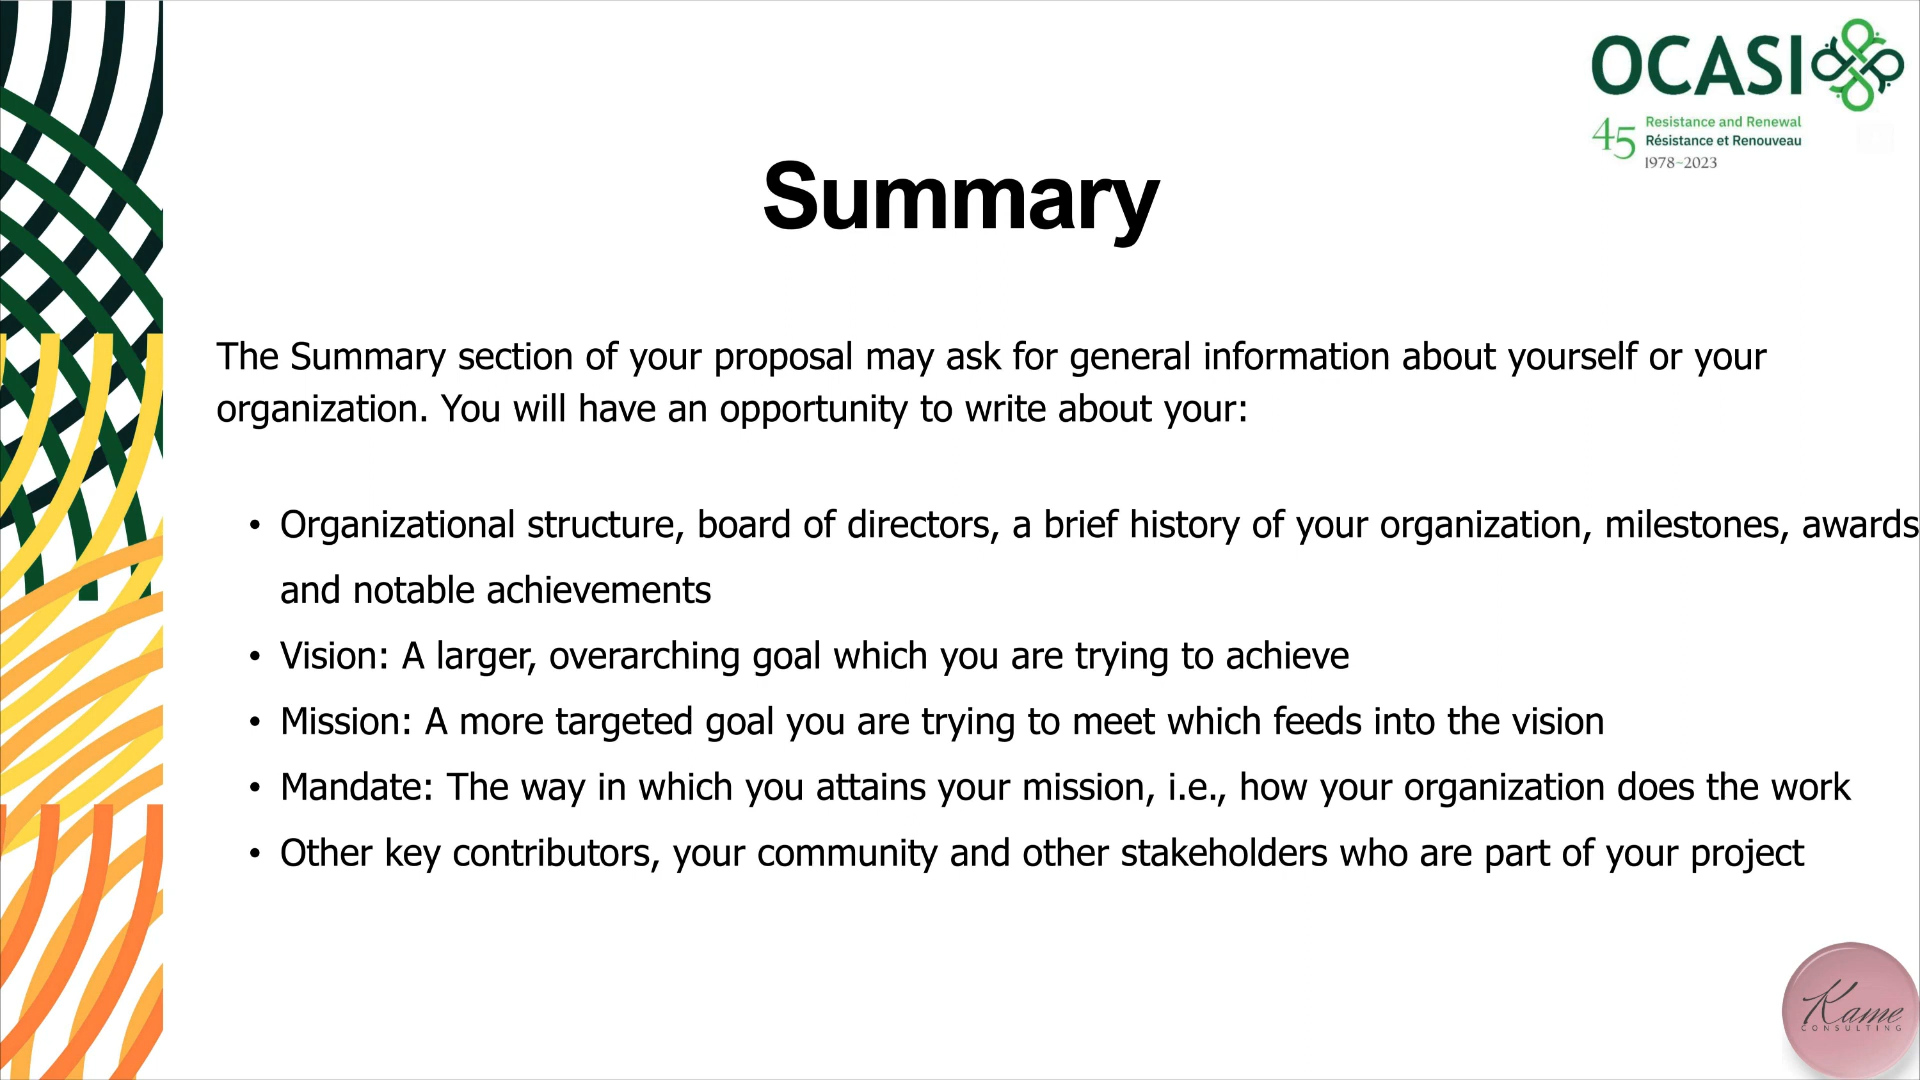 OCASI
45 Resistance and Renewal
Résistance et Renouveau
1978–2023
Summary
The Summary section of your proposal may ask for general information about yourself or your
organization. You will have an opportunity to write about your:
• Organizational structure, board of directors, a brief history of your organization, milestones, awards
and notable achievements
• Vision: A larger, overarching goal which you are trying to achieve
• Mission: A more targeted goal you are trying to meet which feeds into the vision
• Mandate: The way in which you attains your mission, i.e., how your organization does the work
• Other key contributors, your community and other stakeholders who are part of your project
Kame
CONSULTING